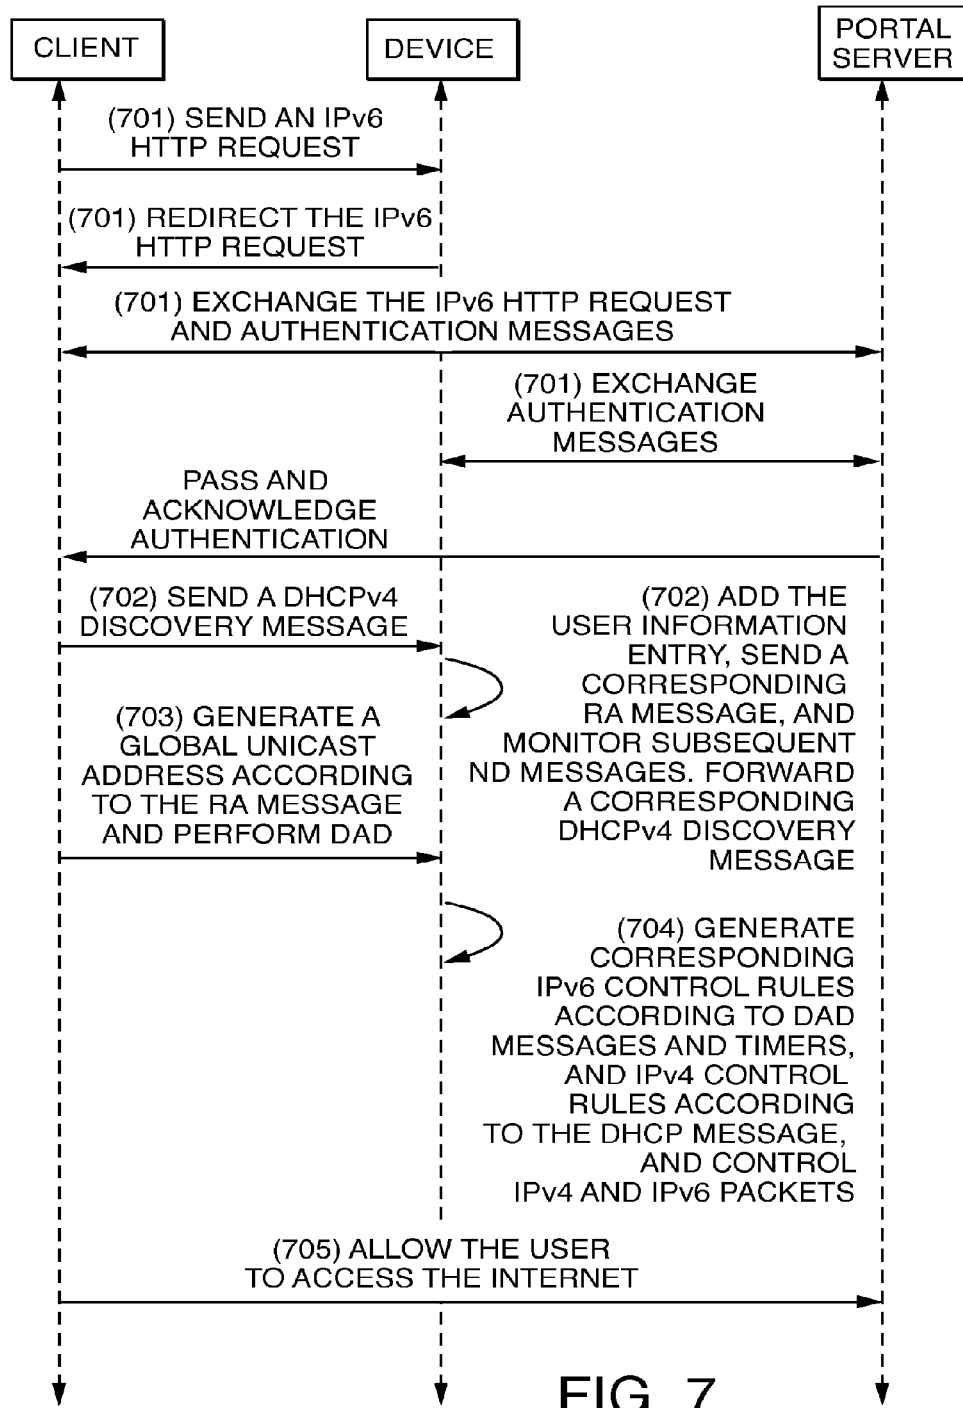 CLIENT
DEVICE
PORTAL
SERVER
(701) SEND AN IPv6
HTTP REQUEST
(701) REDIRECT THE IPv6
HTTP REQUEST
(701) EXCHANGE THE IPv6 HTTP REQUEST
AND AUTHENTICATION MESSAGES
(701) EXCHANGE
AUTHENTICATION
MESSAGES
PASS AND
ACKNOWLEDGE
AUTHENTICATION
(702) SEND A DHCPv4
DISCOVERY MESSAGE
(702) ADD THE
USER INFORMATION
ENTRY, SEND A
CORRESPONDING
RA MESSAGE, AND
MONITOR SUBSEQUENT
ND MESSAGES. FORWARD
A CORRESPONDING
DHCPv4 DISCOVERY
MESSAGE
(703) GENERATE A
GLOBAL UNICAST
ADDRESS ACCORDING
TO THE RA MESSAGE
AND PERFORM DAD
(704) GENERATE
CORRESPONDING
IPv6 CONTROL RULES
ACCORDING TO DAD
MESSAGES AND TIMERS,
AND IPv4 CONTROL
RULES ACCORDING
TO THE DHCP MESSAGE,
AND CONTROL
IPv4 AND IPv6 PACKETS
(705) ALLOW THE USER
TO ACCESS THE INTERNET
FIG. 7